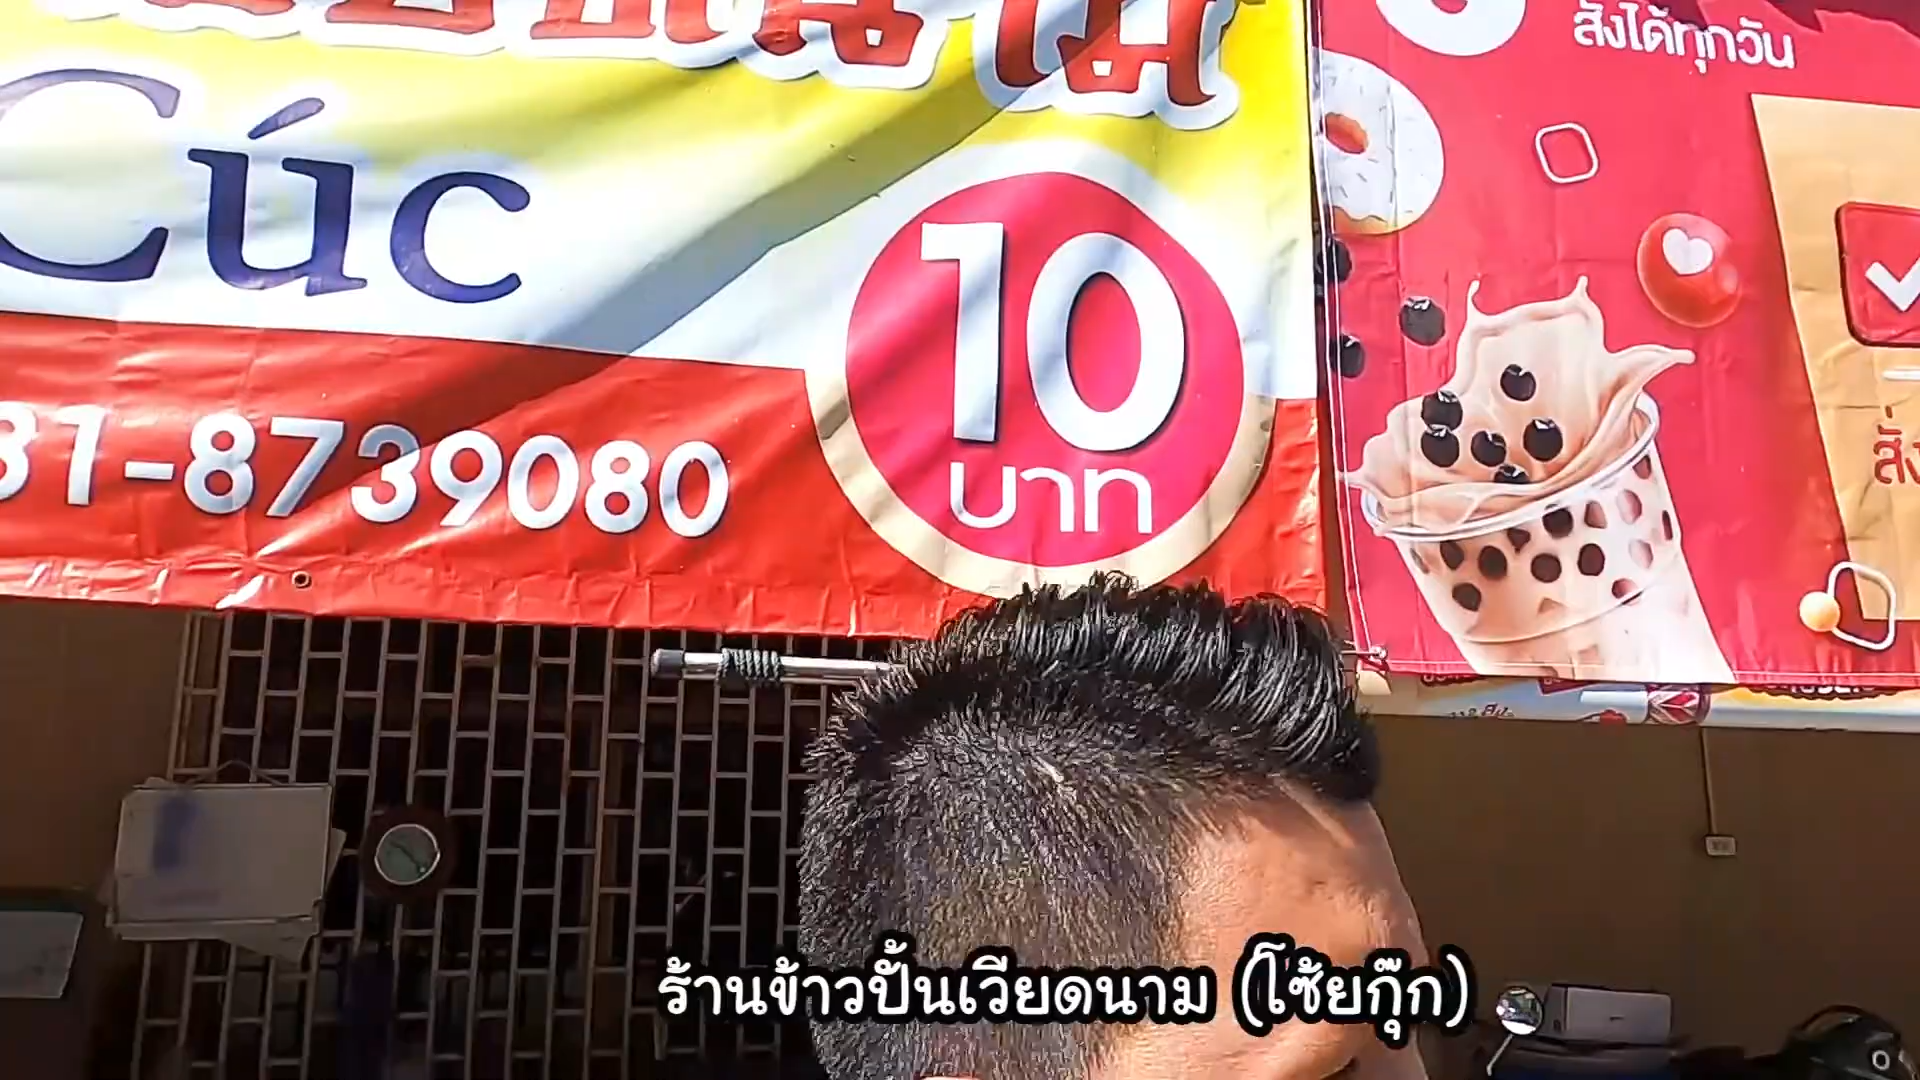 สั่งได้ทุกวัน
Cúc
10
บาท
81-8739080
ร้านข้าวปั้นเวียดนาม (โซ้ยกุ๊ก)